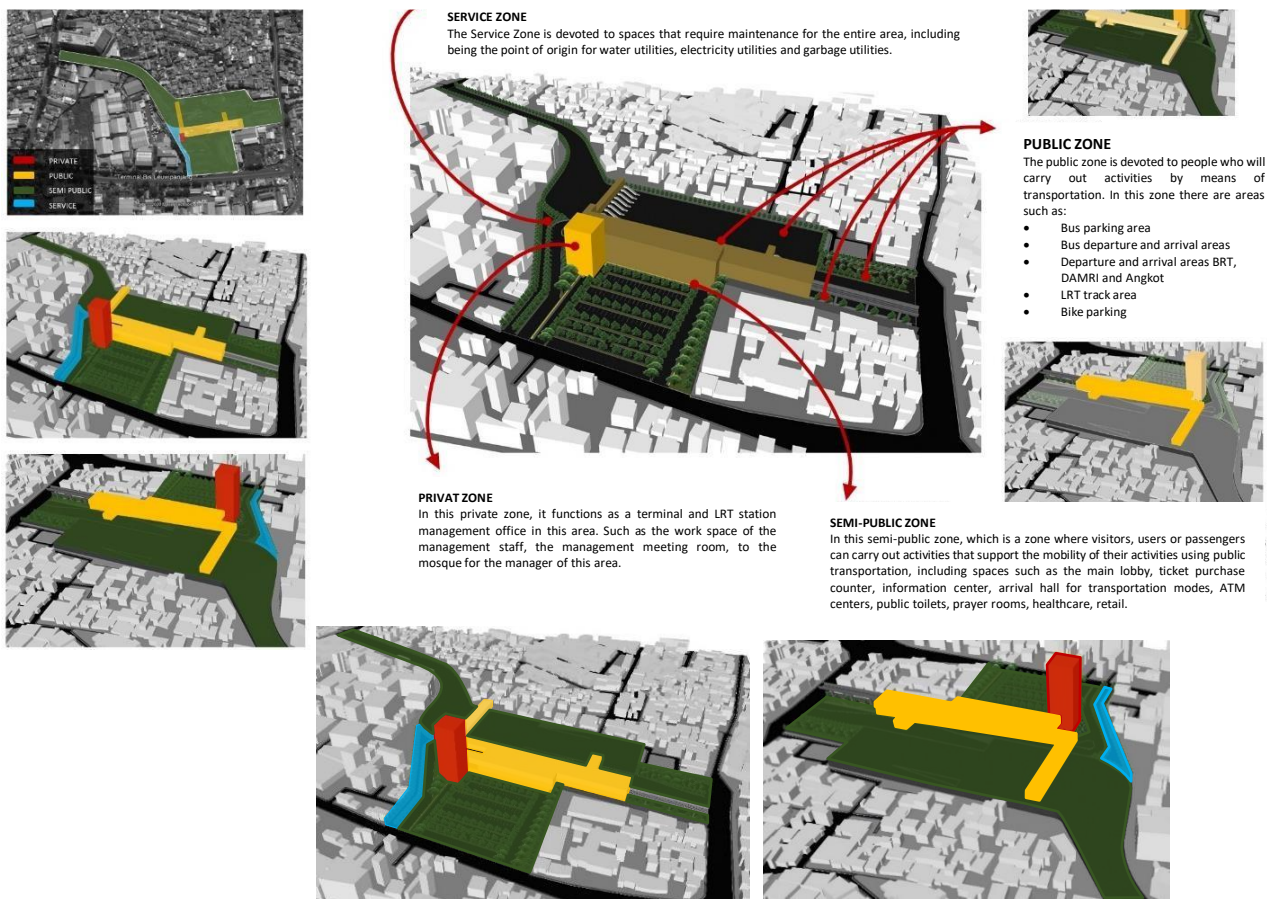 SERVICE ZONE
The Service Zone is devoted to spaces that require maintenance for the entire area, including
being the point of origin for water utilities, electricity utilities and garbage utilities.
PRIVATE
PUBLIC
SEMI PUBLIC
SERVICE
Terminal Bis Leuwipanjang
PUBLIC ZONE
The public zone is devoted to people who will
carry out activities by means of
transportation. In this zone there are areas
such as:
• Bus parking area
• Bus departure and arrival areas
• Departure and arrival areas BRT,
DAMRI and Angkot
• LRT track area
• Bike parking
PRIVAT ZONE
In this private zone, it functions as a terminal and LRT station
management office in this area. Such as the work space of the
management staff, the management meeting room, to the
mosque for the manager of this area.
SEMI-PUBLIC ZONE
In this semi-public zone, which is a zone where visitors, users or passengers
can carry out activities that support the mobility of their activities using public
transportation, including spaces such as the main lobby, ticket purchase
counter, information center, arrival hall for transportation modes, ATM
centers, public toilets, prayer rooms, healthcare, retail.